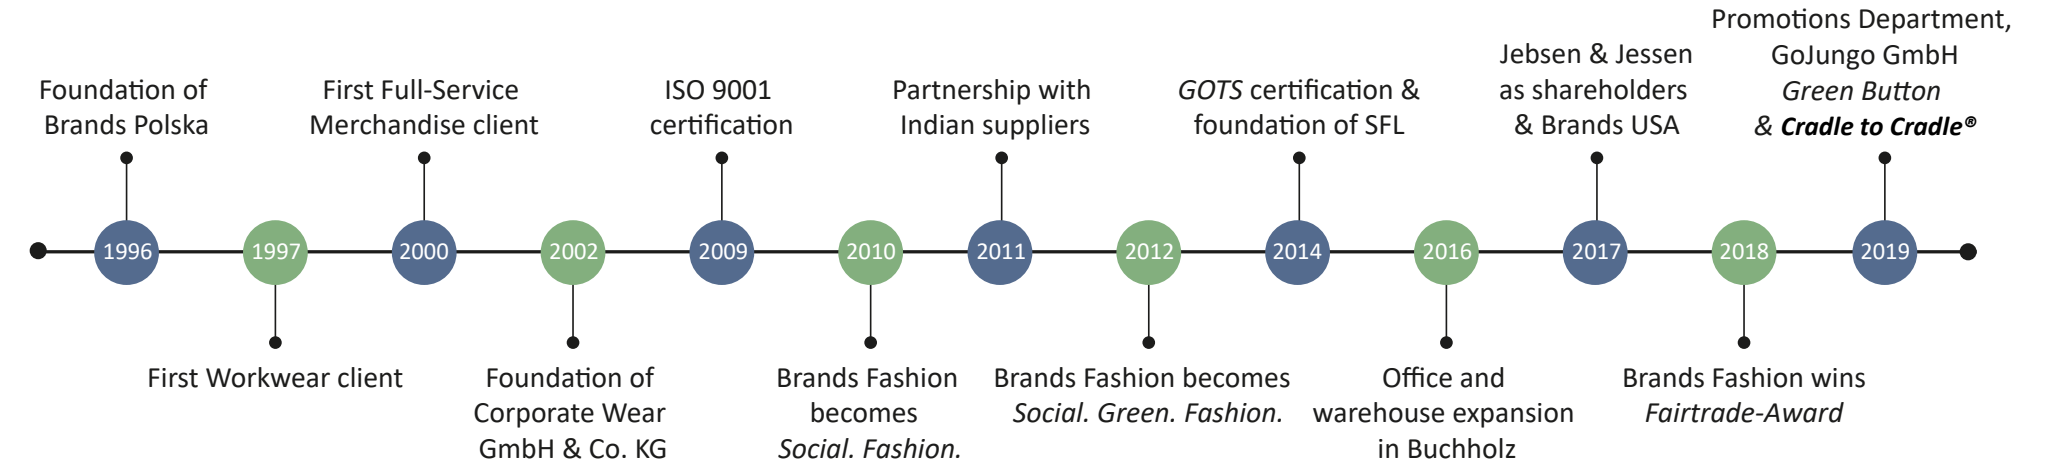 Foundation of
Brands Polska
First Full-Service
Merchandise client
ISO 9001
certification
Partnership with
Indian suppliers
GOTS certification &
foundation of SFL
Jebsen & Jessen
as shareholders
& Brands USA
Promotions Department,
GoJungo GmbH
Green Button
& Cradle to Cradle®
1996
1997
2000
2002
2009
2010
2011
2012
2014
2016
2017
2018
2019
First Workwear client
Foundation of
Corporate Wear
GmbH & Co. KG
Brands Fashion
becomes
Social. Fashion.
Brands Fashion becomes
Social. Green. Fashion.
Office and
warehouse expansion
in Buchholz
Brands Fashion wins
Fairtrade-Award